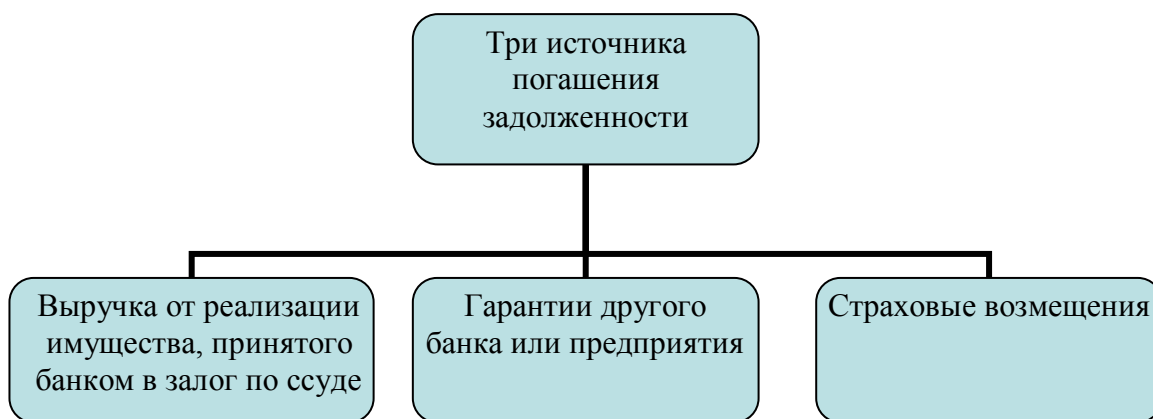 Три источника
погашения
задолженности
Выручка от реализации
имущества, принятого
банком в залог по ссуде
Гарантии другого
банка или предприятия
Страховые возмещения